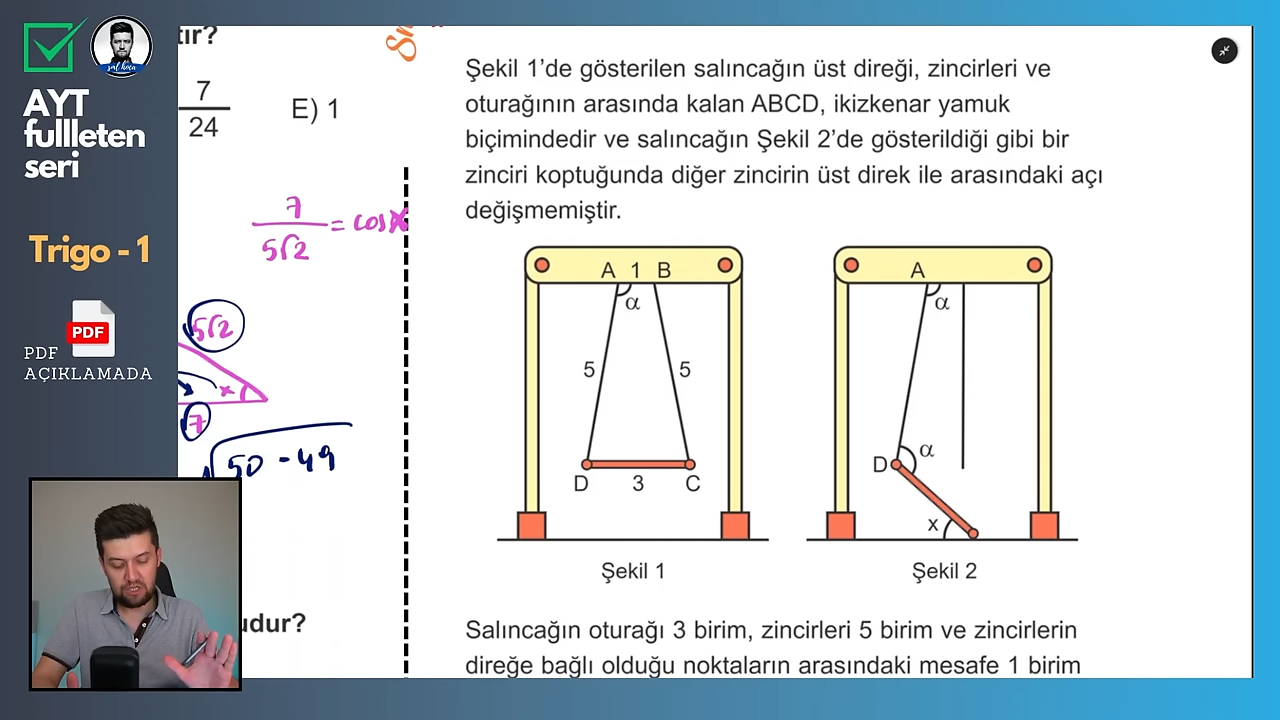 AYT
fullleten
seri
Trigo - 1
PDF
PDF
AÇIKLAMADA
tır?
7
24
E) 1
7
5√2
= cosx
5√2
x
7
√50 - 49
udur?
Şekil 1’de gösterilen salıncağın üst direği, zincirleri ve
oturağının arasında kalan ABCD, ikizkenar yamuk
biçimindedir ve salıncağın Şekil 2’de gösterildiği gibi bir
zinciri koptuğunda diğer zincirin üst direk ile arasındaki açı
değişmemiştir.
A 1 B
α
5 5
D 3 C
Şekil 1
A
α
D α
x
Şekil 2
Salıncağın oturağı 3 birim, zincirleri 5 birim ve zincirlerin
direğe bağlı olduğu noktaların arasındaki mesafe 1 birim